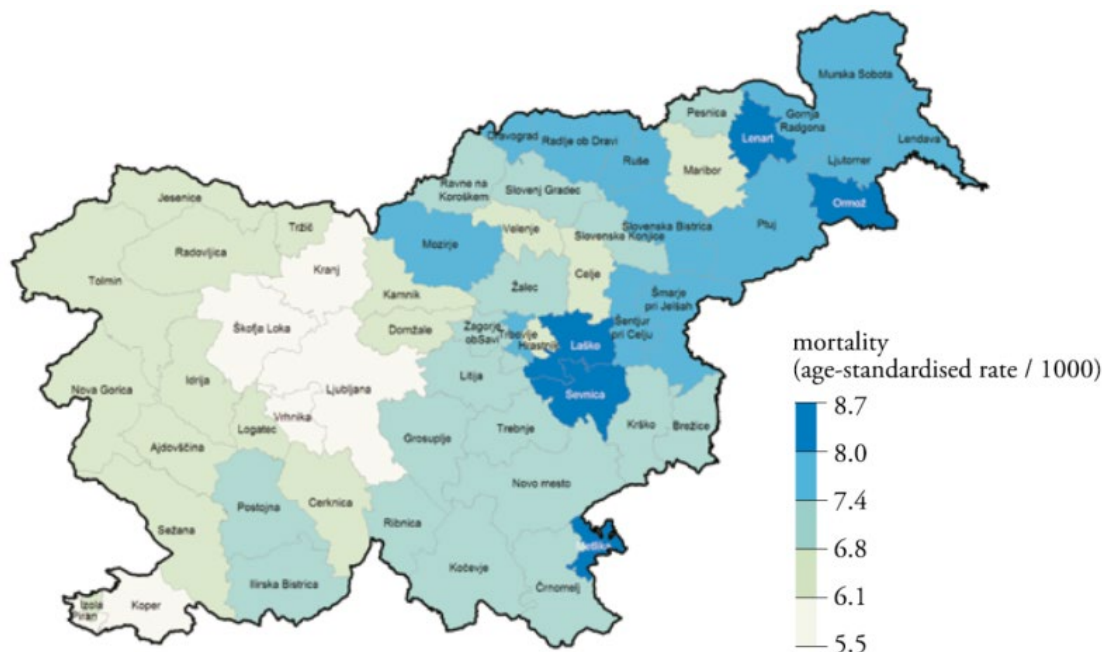 Murska Sobota
Pesnica
Gornja
Radgona
Lenart
Dravograd
Radlje ob Dravi
Lendava
Ruše
Ljutomer
Maribor
Ravne na
Koroškem
Slovenj Gradec
Ormož
Jesenice
Tržič
Velenje
Slovenska Bistrica
Ptuj
Slovenske Konjice
Mozirje
Radovljica
Kranj
Celje
Tolmin
Žalec
Kamnik
Šmarje
pri Jelšah
Škofja Loka
Domžale
Zagorje
obSavi
Trbovlje
Hrastnik
Laško
Šentjur
pri Celju
Litija
Idrija
Ljubljana
Nova Gorica
Sevnica
Vrhnika
Logatec
Trebnje
Krško
Brežice
Grosuplje
Ajdovščina
Novo mesto
Postojna
Cerknica
Ribnica
Sežana
Metlika
Kočevje
Ilirska Bistrica
Črnomelj
Izola
Piran
Koper
mortality
(age-standardised rate / 1000)
8.7
8.0
7.4
6.8
6.1
5.5